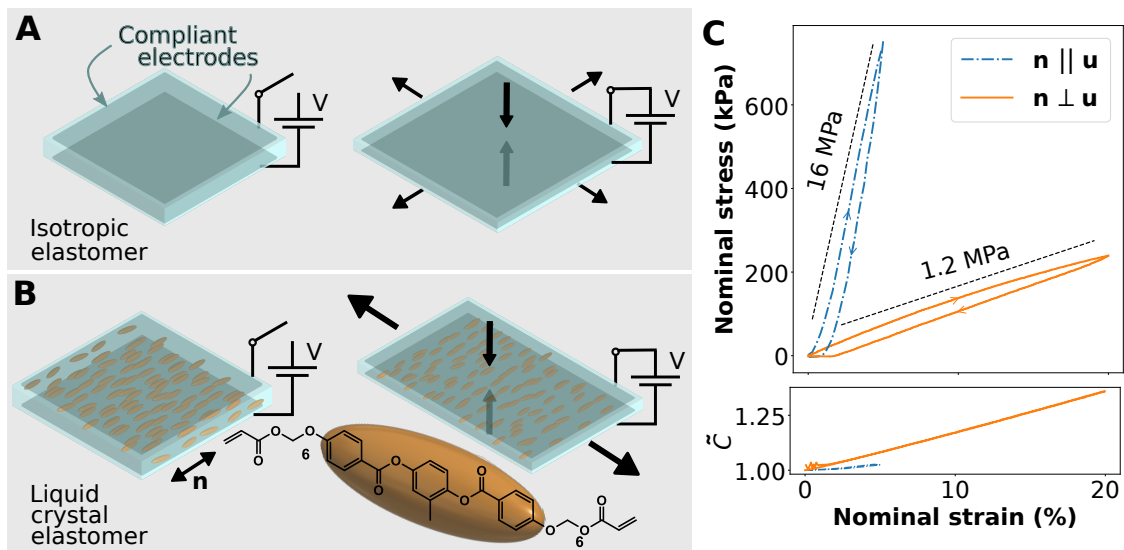 A
Compliant
electrodes
V
V
Isotropic
elastomer
B
V
V
n
Liquid
crystal
elastomer
O
O
O
6
O
O
O
O
O
O
O
6
C
Nominal stress (kPa)
600
400
200
0
n || u
n ⊥ u
16 MPa
1.2 MPa
C̃
1.25
1.00
0
10
20
Nominal strain (%)